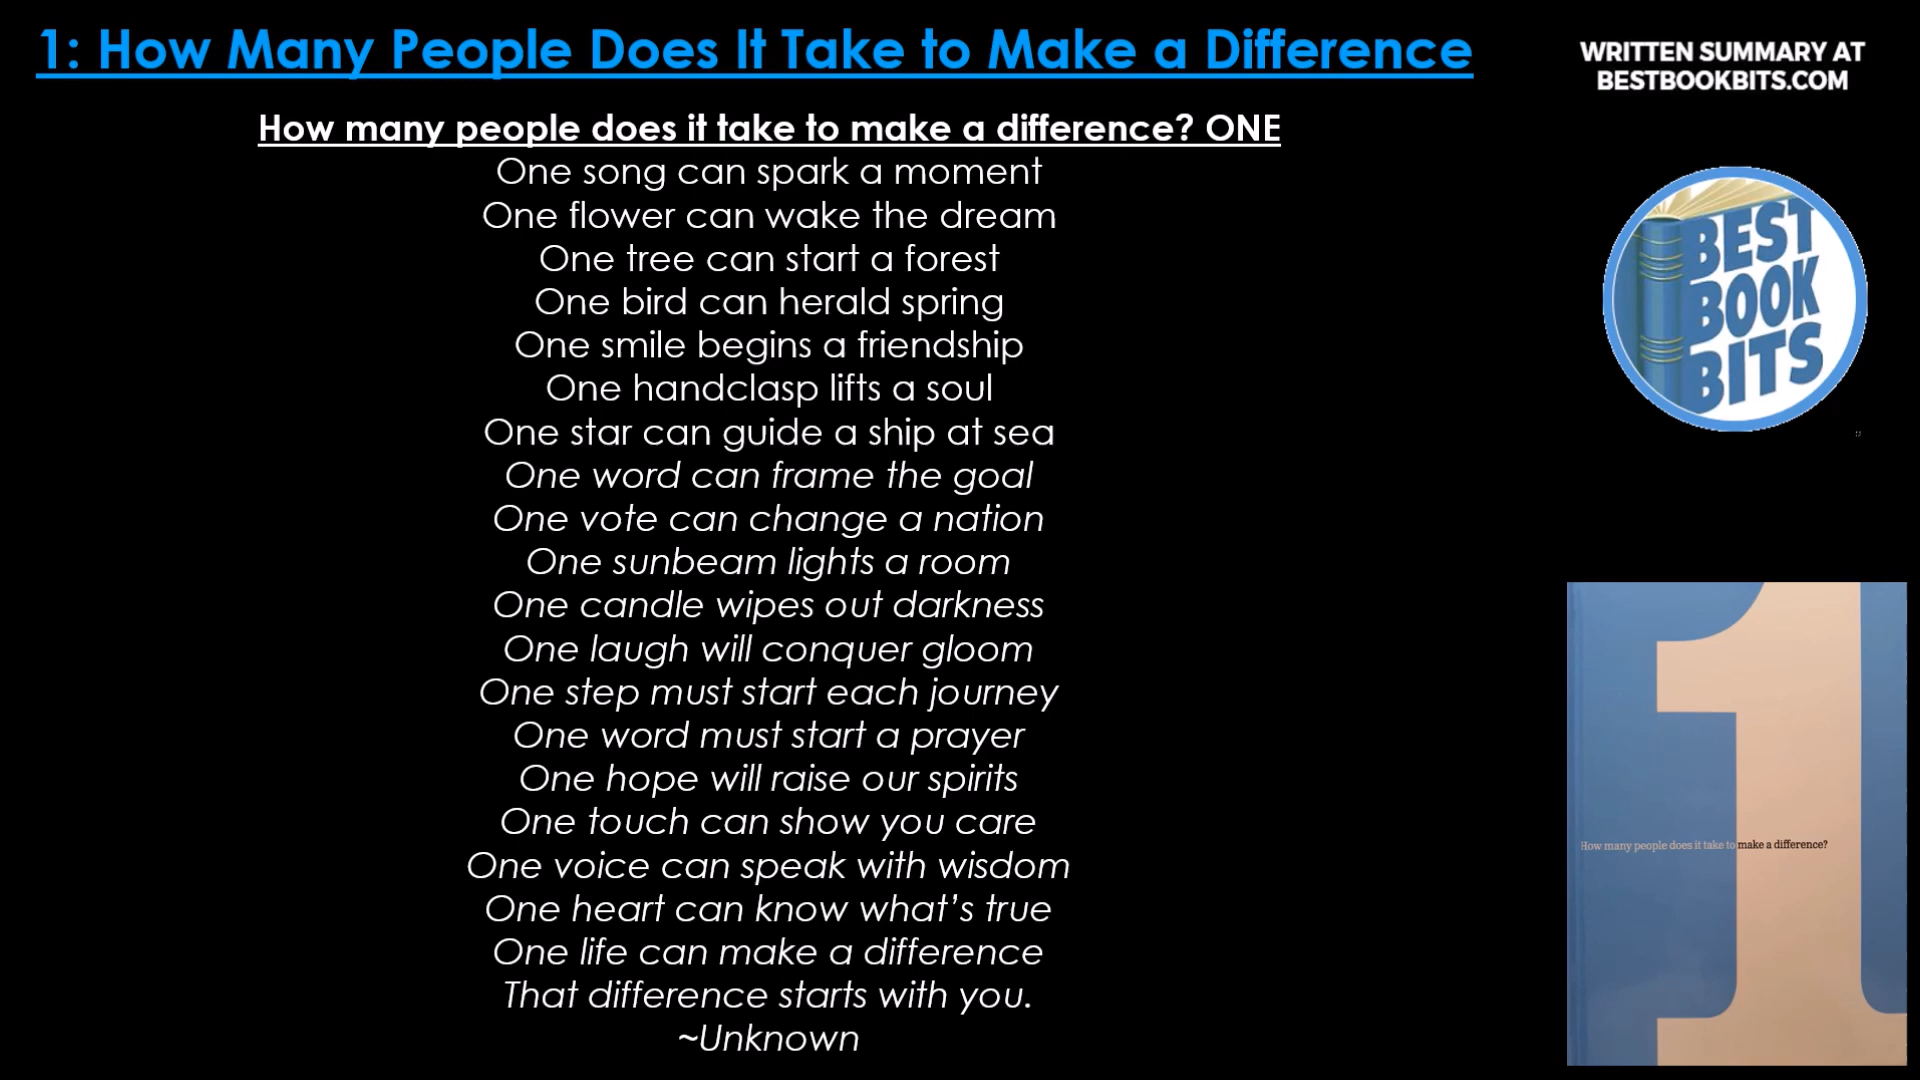 1: How Many People Does It Take to Make a Difference
WRITTEN SUMMARY AT
BESTBOOKBITS.COM
How many people does it take to make a difference? ONE
One song can spark a moment
One flower can wake the dream
One tree can start a forest
One bird can herald spring
One smile begins a friendship
One handclasp lifts a soul
One star can guide a ship at sea
One word can frame the goal
One vote can change a nation
One sunbeam lights a room
One candle wipes out darkness
One laugh will conquer gloom
One step must start each journey
One word must start a prayer
One hope will raise our spirits
One touch can show you care
One voice can speak with wisdom
One heart can know what’s true
One life can make a difference
That difference starts with you.
~Unknown
BEST
BOOK
BITS
1
How many people does it take to make a difference?